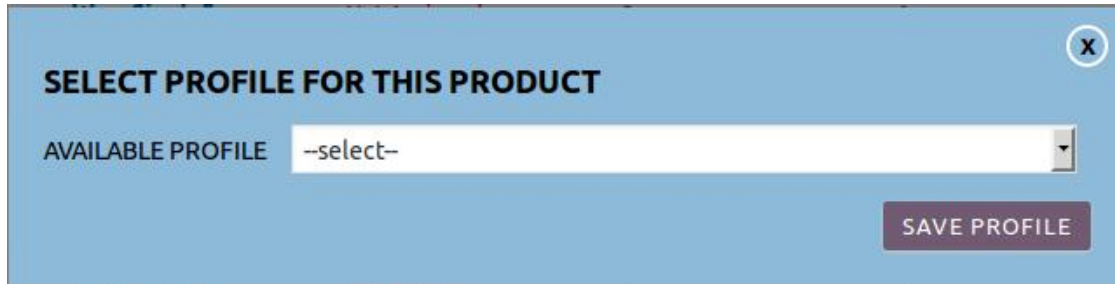 x
SELECT PROFILE FOR THIS PRODUCT
AVAILABLE PROFILE --select--
SAVE PROFILE